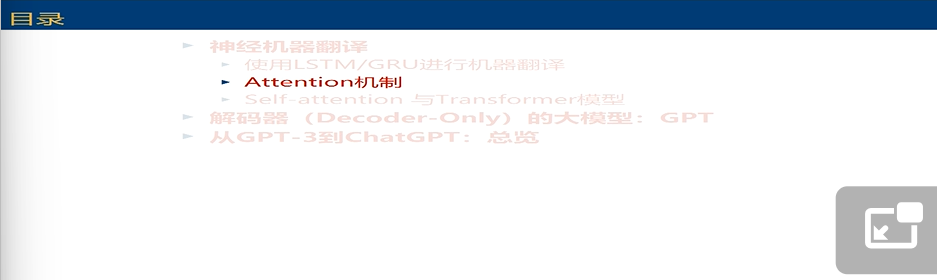 目录
神经机器翻译
使用LSTM/GRU进行机器翻译
Attention机制
Self-attention 与Transformer模型
解码器（Decoder-Only）的大模型：GPT
从GPT-3到ChatGPT：总览